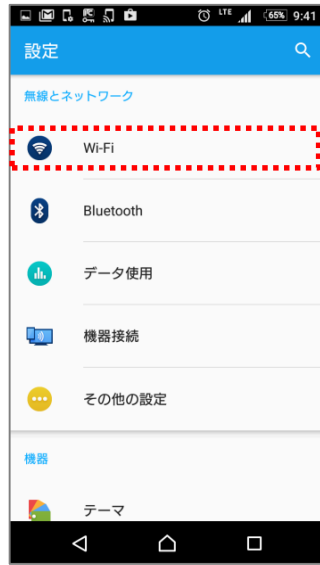 LTE 65% 9:41
設定
無線とネットワーク
Wi-Fi
Bluetooth
データ使用
機器接続
その他の設定
機器
テーマ